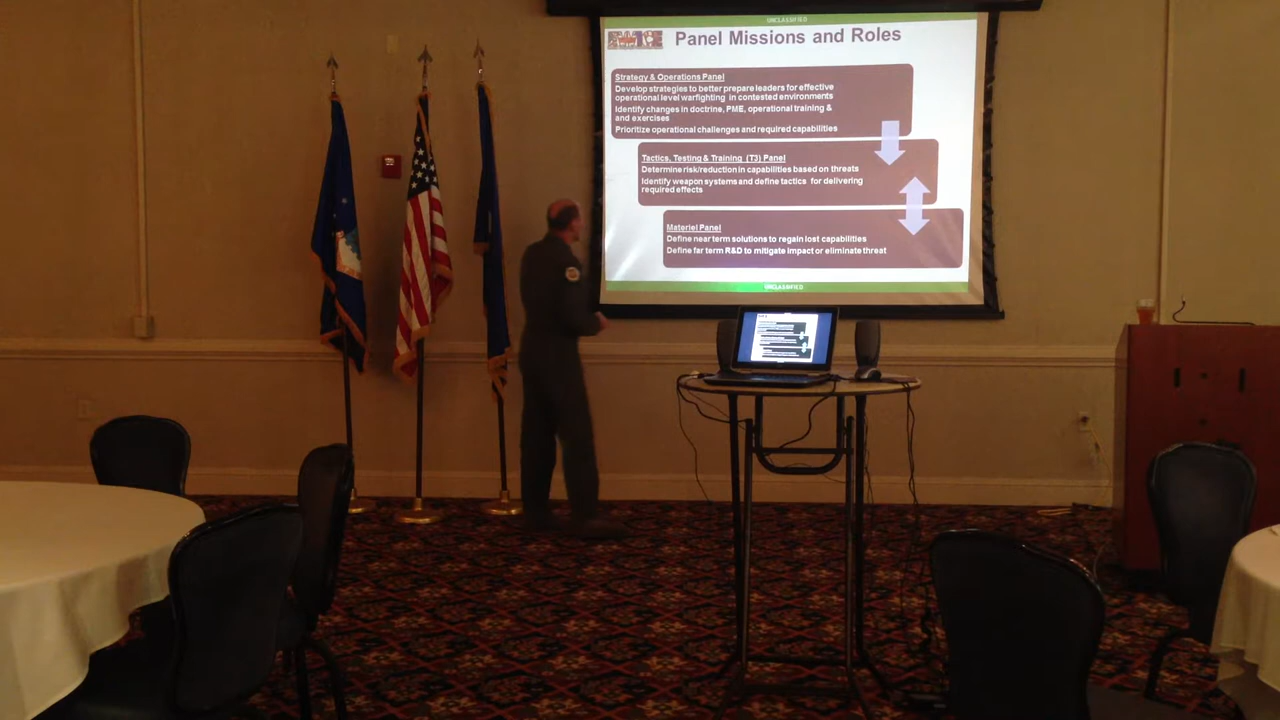 UNCLASSIFIED
Panel Missions and Roles
Strategy & Operations Panel
Develop strategies to better prepare leaders for effective
operational level warfighting in contested environments
Identify changes in doctrine, PME, operational training &
and exercises
Prioritize operational challenges and required capabilities
Tactics, Testing & Training (T3) Panel
Determine risk/reduction in capabilities based on threats
Identify weapon systems and define tactics for delivering
required effects
Materiel Panel
Define near term solutions to regain lost capabilities
Define far term R&D to mitigate impact or eliminate threat
UNCLASSIFIED